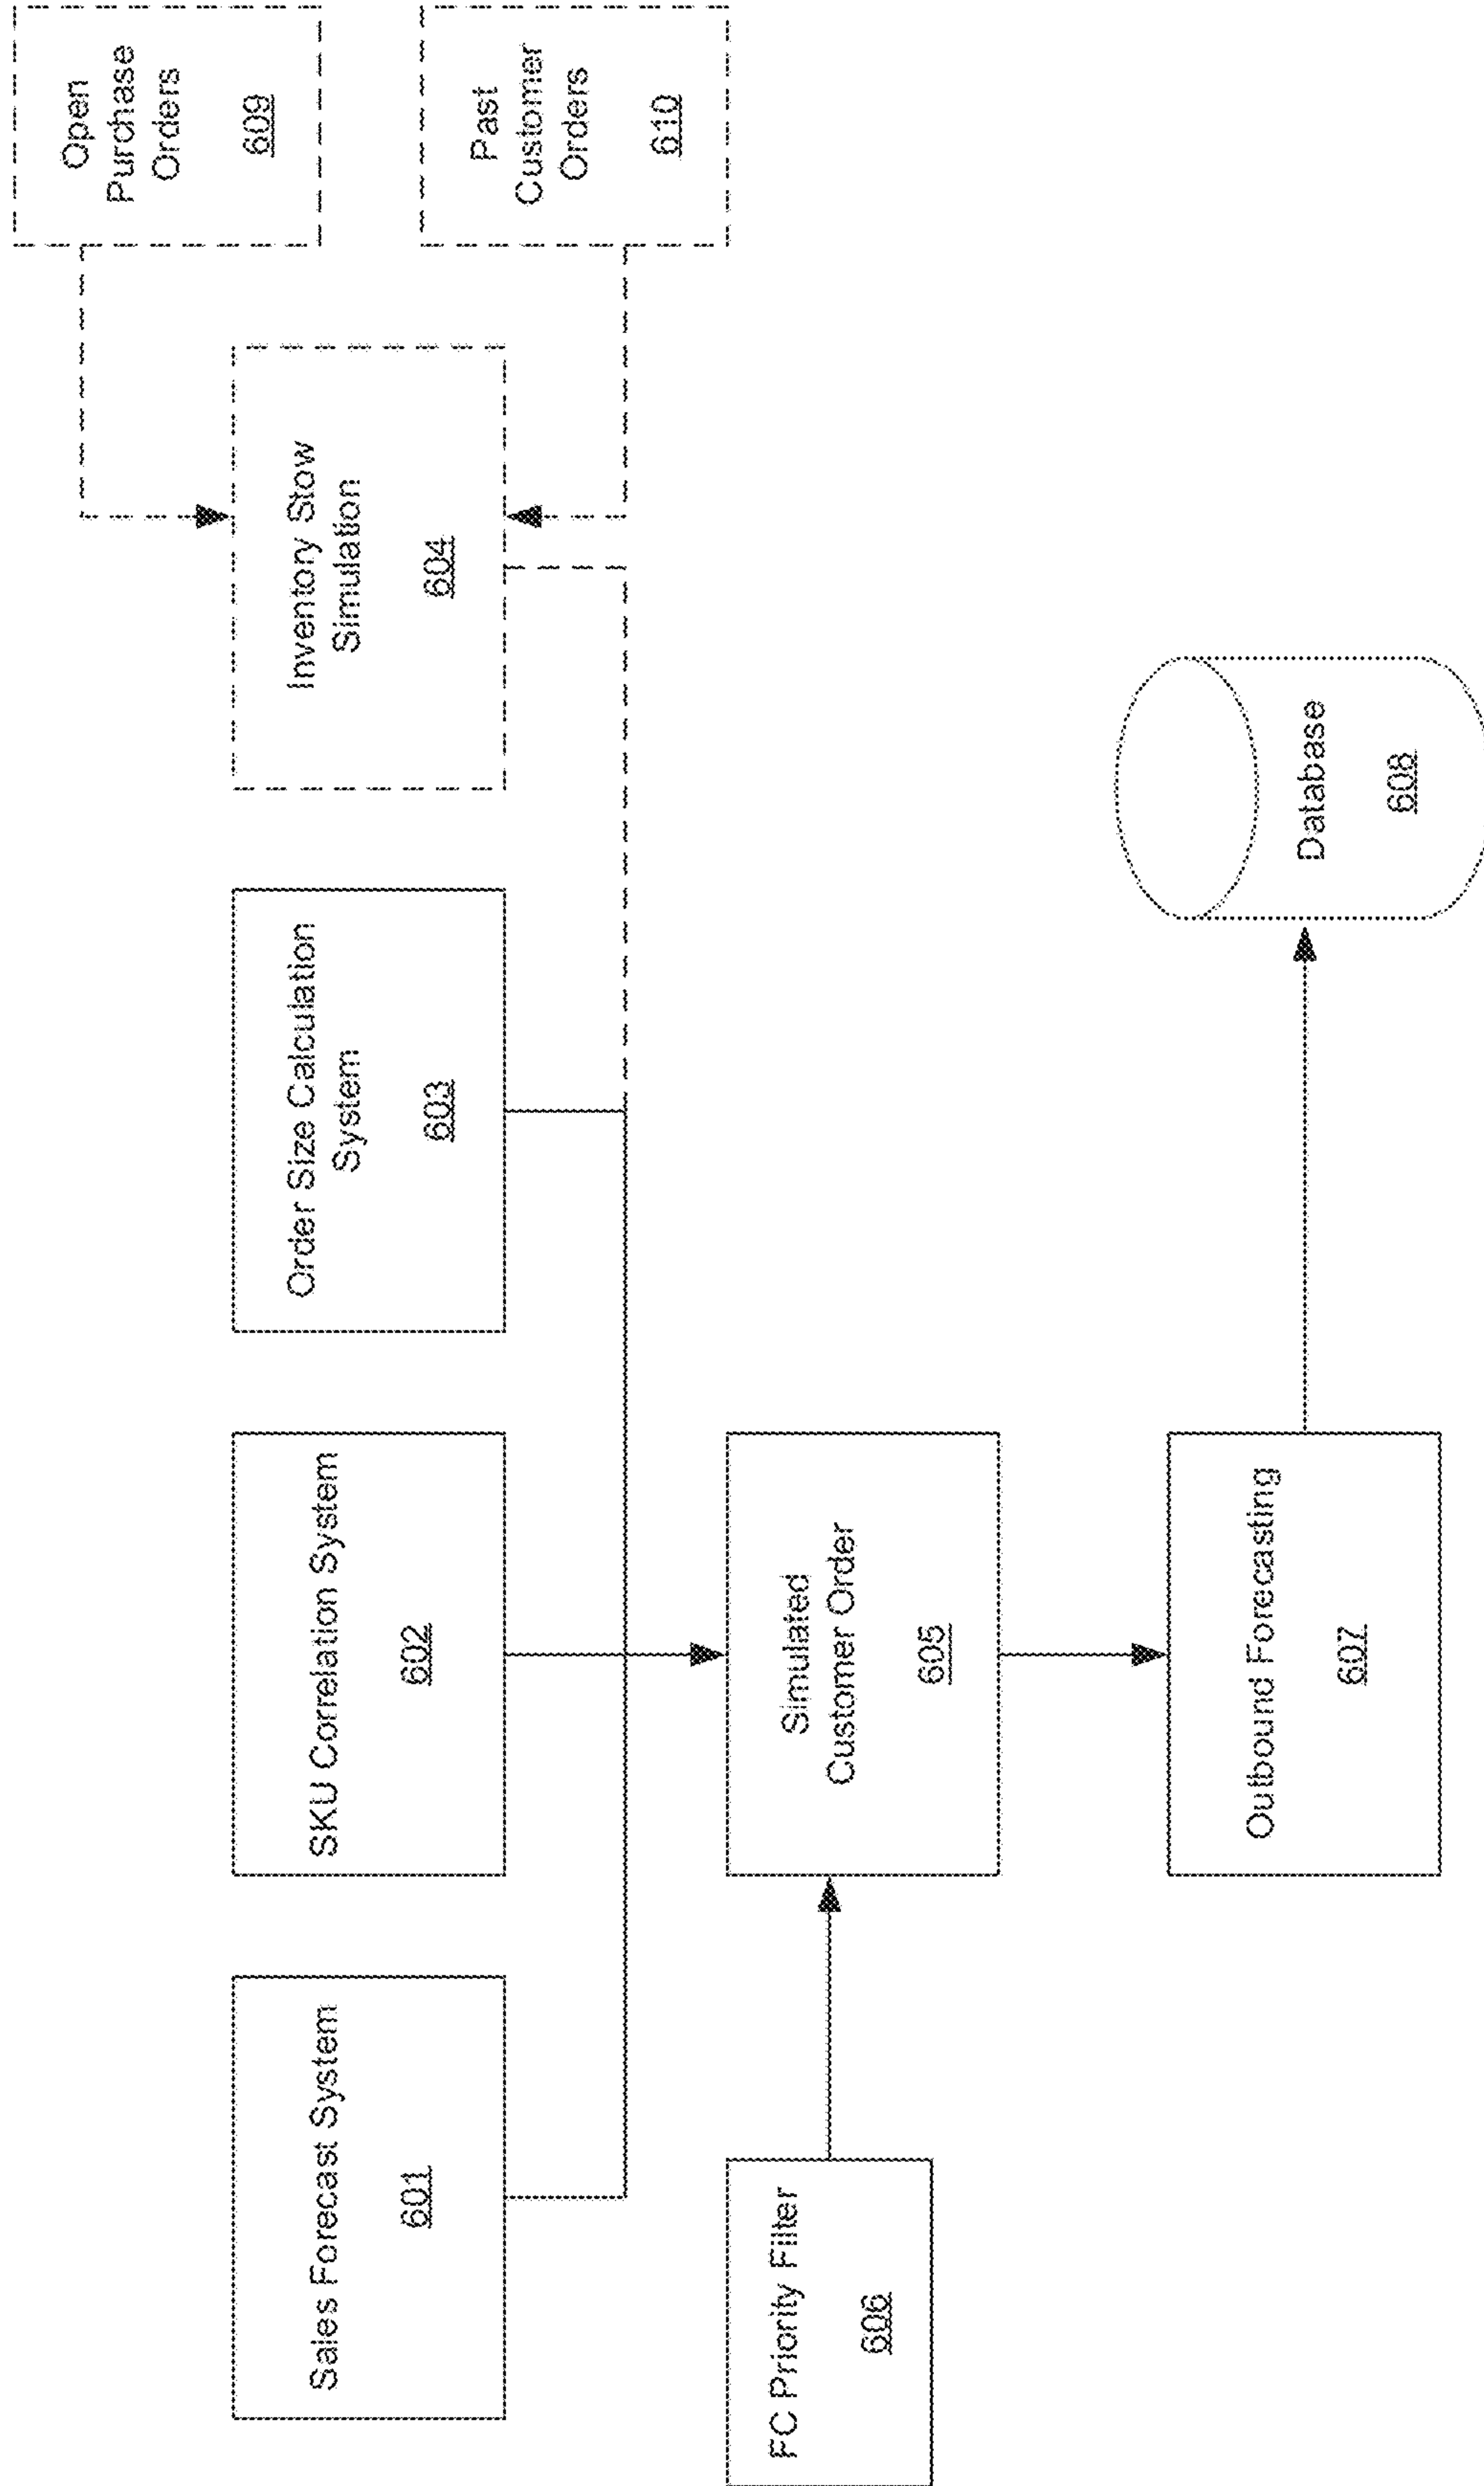 Open
Purchase
Orders
609
Past
Customer
Orders
610
Sales Forecast System
601
SKU Correlation System
602
Order Size Calculation
System
603
Inventory Stow
Simulation
604
FC Priority Filter
606
Simulated
Customer Order
605
Outbound Forecasting
607
Database
608